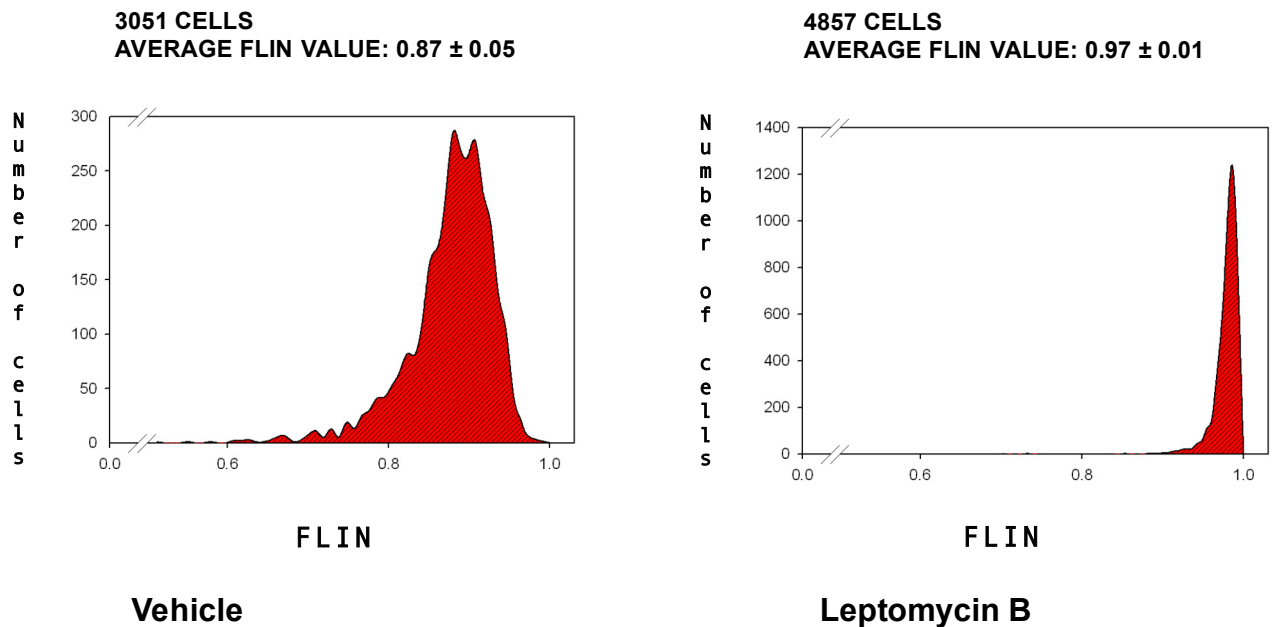 3051 CELLS
AVERAGE FLIN VALUE: 0.87 ± 0.05
Number of cells
300
250
200
150
100
50
0
0.0 0.6 0.8 1.0
FLIN
Vehicle
4857 CELLS
AVERAGE FLIN VALUE: 0.97 ± 0.01
Number of cells
1400
1200
1000
800
600
400
200
0
0.0 0.6 0.8 1.0
FLIN
Leptomycin B